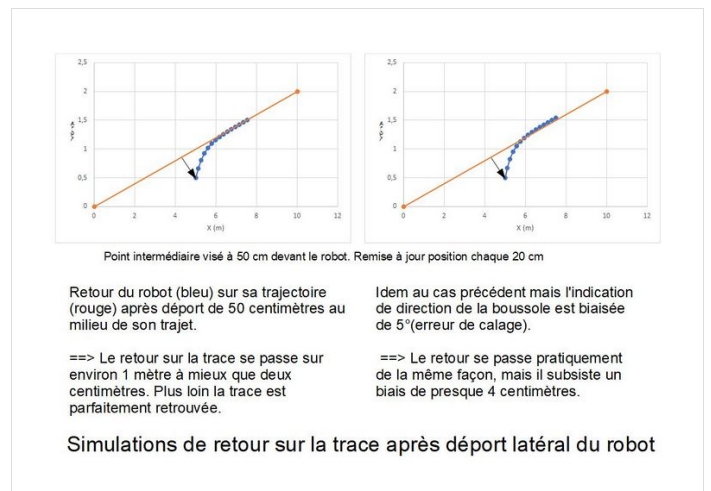 2,5
2
1,5
1
0,5
0
0 2 4 6 8 10 12
X (m)
2,5
2
1,5
1
0,5
0
0 2 4 6 8 10 12
X (m)
Point intermédiaire visé à 50 cm devant le robot. Remise à jour position chaque 20 cm
Retour du robot (bleu) sur sa trajectoire
(rouge) après déport de 50 centimètres au
milieu de son trajet.
==> Le retour sur la trace se passe sur
environ 1 mètre à mieux que deux
centimètres. Plus loin la trace est
parfaitement retrouvée.
Idem au cas précédent mais l'indication
de direction de la boussole est biaisée
de 5°(erreur de calage).
==> Le retour se passe pratiquement
de la même façon, mais il subsiste un
biais de presque 4 centimètres.
Simulations de retour sur la trace après déport latéral du robot